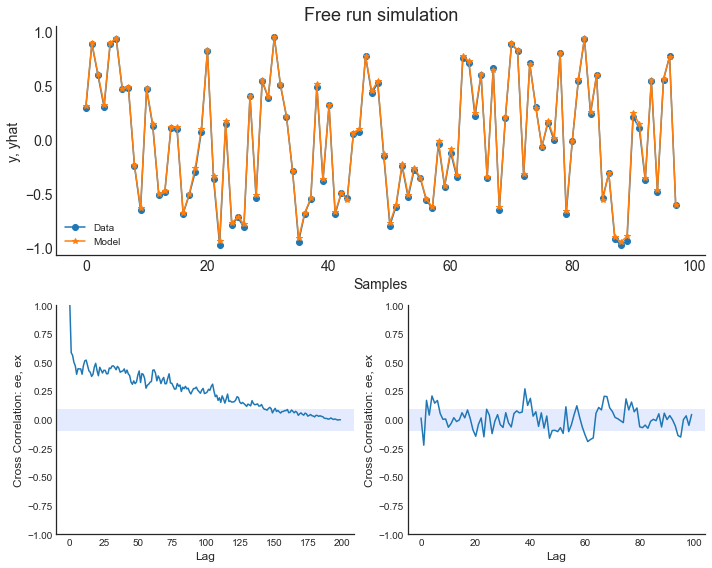 Free run simulation
y, yhat
1.0
0.5
0.0
−0.5
−1.0
Data
Model
0 20 40 60 80 100
Samples
Cross Correlation: ee, ex
1.00
0.75
0.50
0.25
0.00
−0.25
−0.50
−0.75
−1.00
0 25 50 75 100 125 150 175 200
Lag
Cross Correlation: ee, ex
1.00
0.75
0.50
0.25
0.00
−0.25
−0.50
−0.75
−1.00
0 20 40 60 80 100
Lag